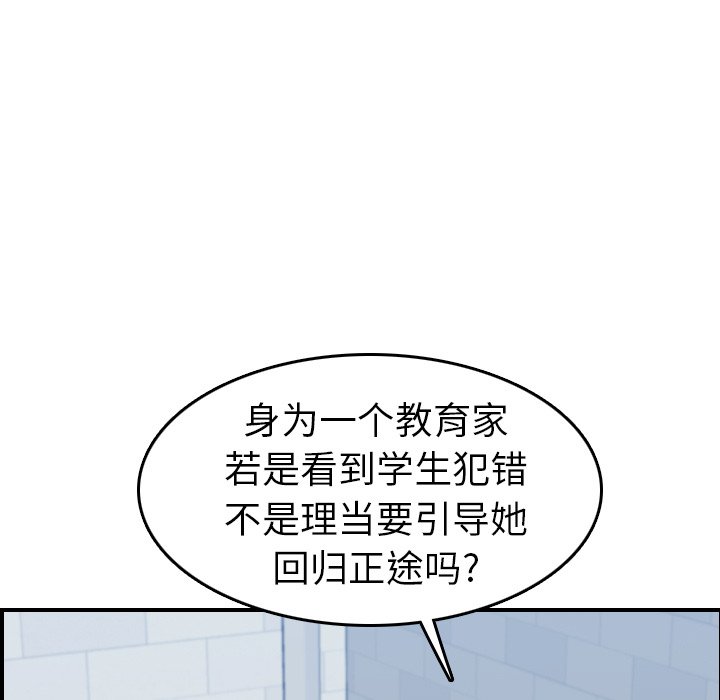 身为一个教育家
若是看到学生犯错
不是理当要引导她
回归正途吗?